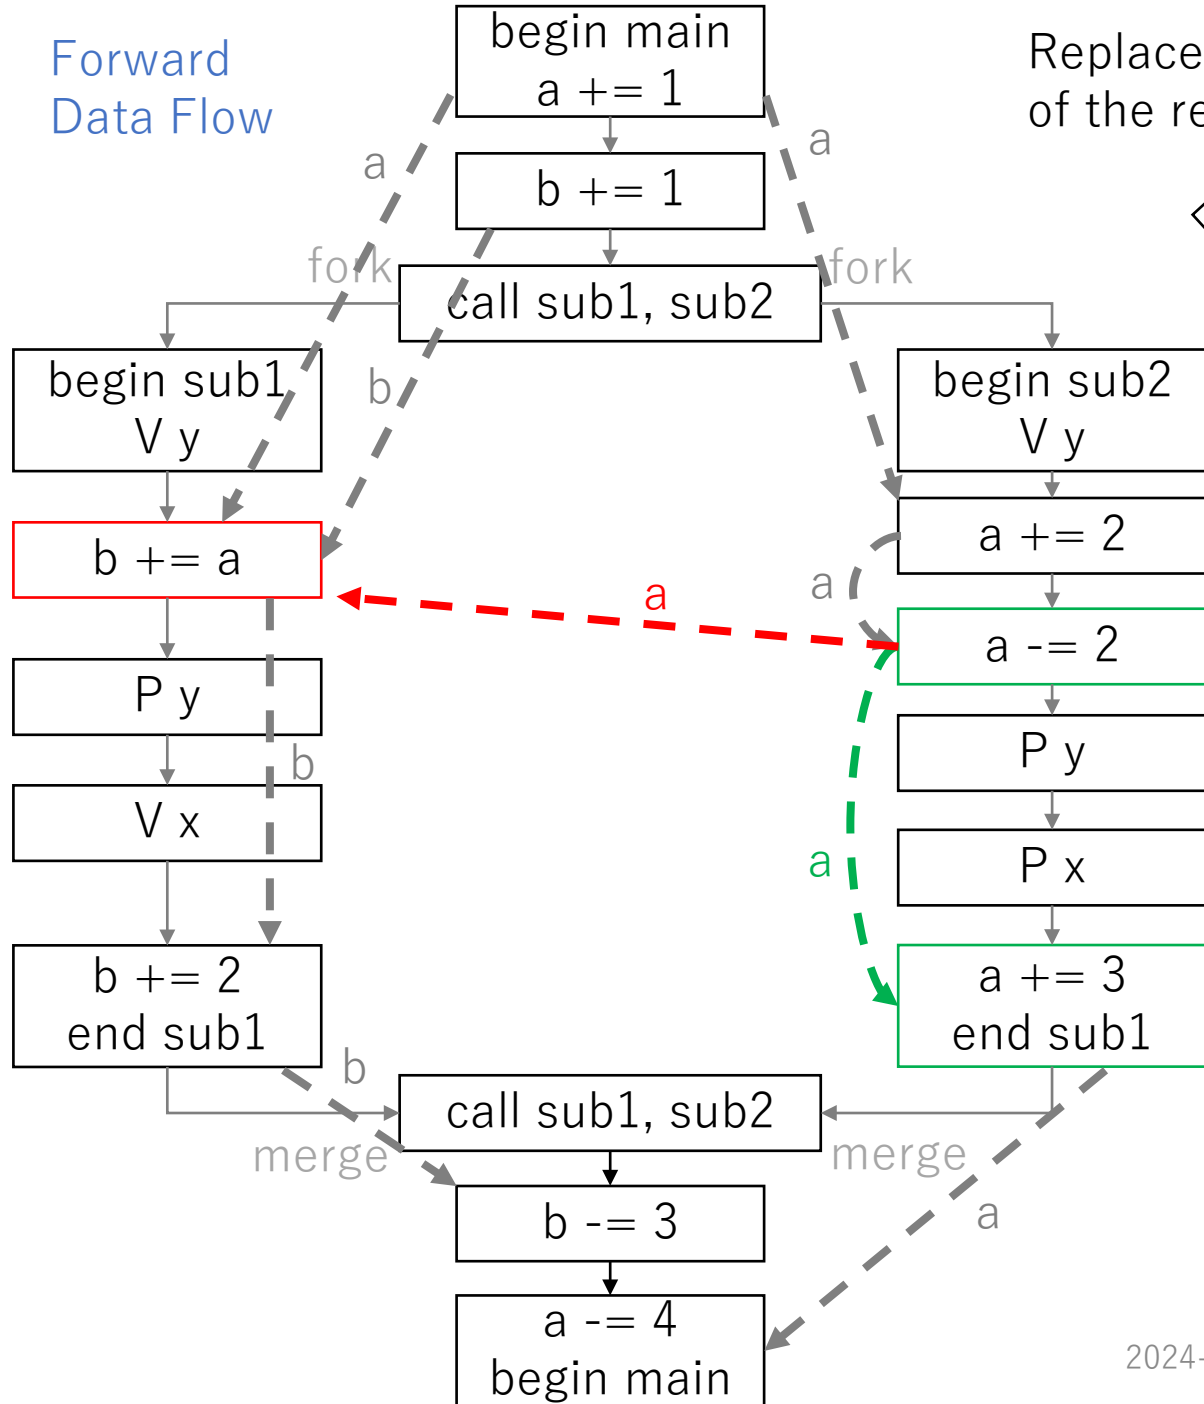 Forward
Data Flow
Replace
of the re
begin main
a += 1
a
a
b += 1
fork
fork
call sub1, sub2
b
begin sub1
V y
begin sub2
V y
b += a
a += 2
a
a
a -= 2
P y
P y
b
V x
a
P x
b += 2
end sub1
a += 3
end sub1
b
call sub1, sub2
merge
merge
a
b -= 3
a -= 4
begin main
2024-